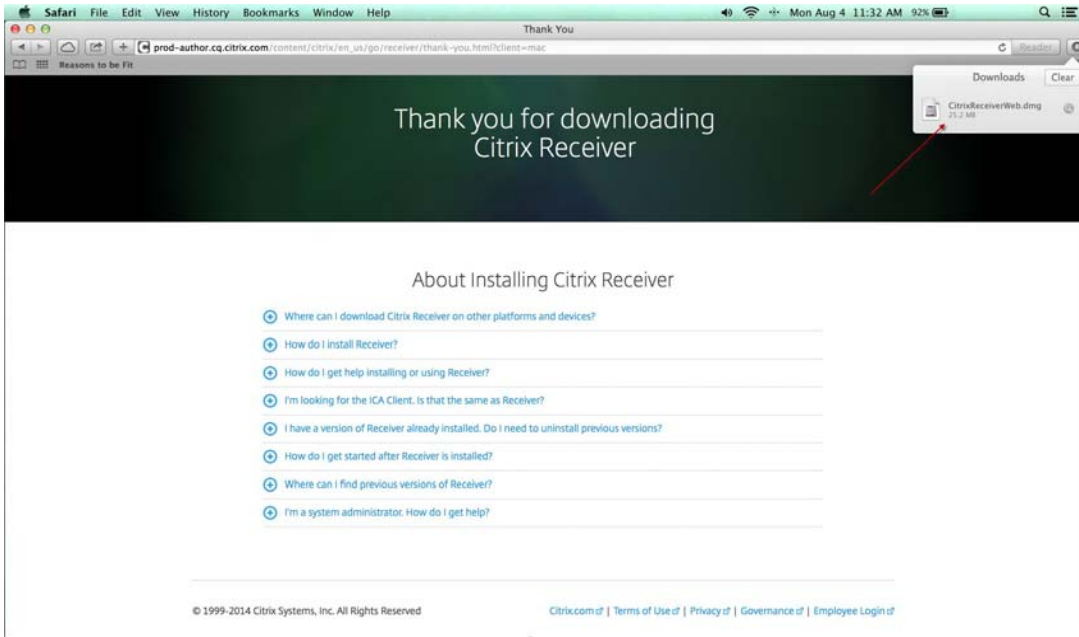 Safari File Edit View History Bookmarks Window Help Mon Aug 4 11:32 AM 92%
Thank You
prod-author.cq.citrix.com/content/citrix/en_us/go/receiver/thank-you.html?client=mac Reader
Reasons to be Fit
Downloads Clear
CitrixReceiverWeb.dmg
25.2 MB
Thank you for downloading
Citrix Receiver
About Installing Citrix Receiver
Where can I download Citrix Receiver on other platforms and devices?
How do I install Receiver?
How do I get help installing or using Receiver?
I'm looking for the ICA Client. Is that the same as Receiver?
I have a version of Receiver already installed. Do I need to uninstall previous versions?
How do I get started after Receiver is installed?
Where can I find previous versions of Receiver?
I'm a system administrator. How do I get help?
© 1999-2014 Citrix Systems, Inc. All Rights Reserved Citrix.com | Terms of Use | Privacy | Governance | Employee Login